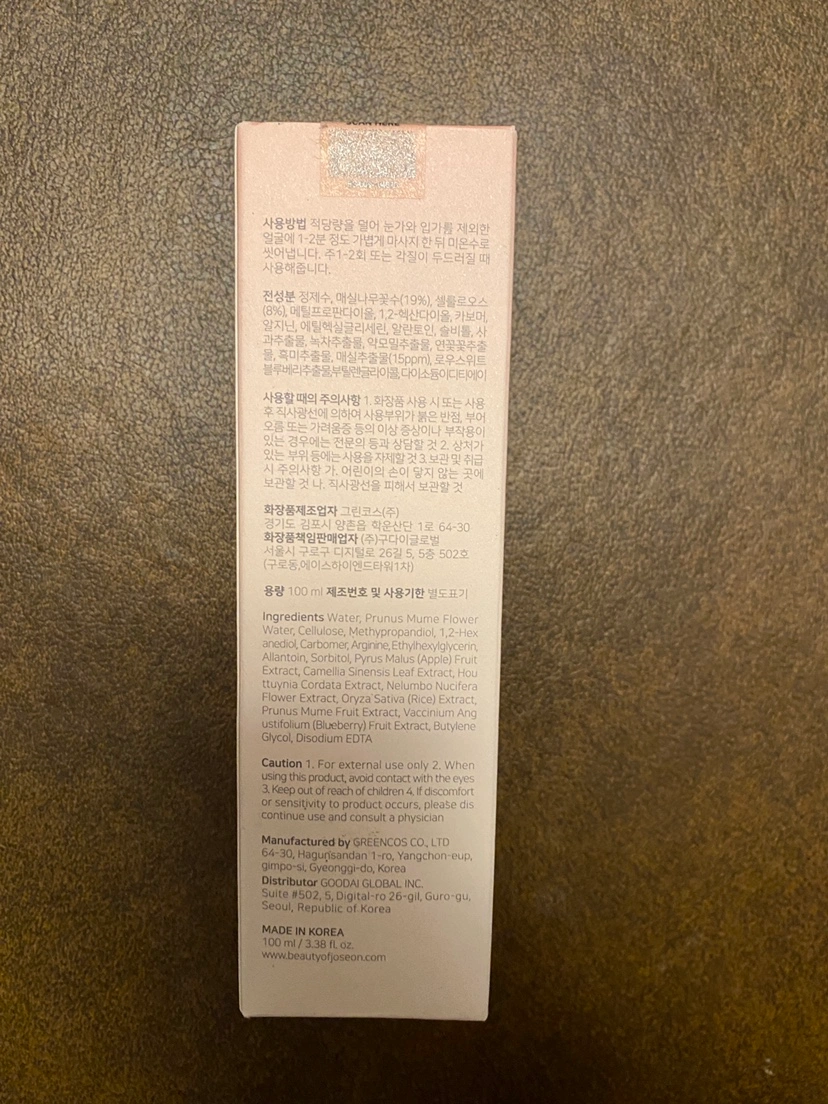 SCAN HERE
사용방법 적당량을 덜어 눈가와 입가를 제외한
얼굴에 1-2분 정도 가볍게 마사지 한 뒤 미온수로
씻어냅니다. 주1-2회 또는 각질이 두드러질 때
사용해줍니다.
전성분 정제수, 매실나무꽃수(19%), 셀룰로오스
(8%), 메틸프로판다이올, 1,2-헥산다이올, 카보머,
알지닌, 에틸헥실글리세린, 알란토인, 솔비톨, 사
과추출물, 녹차추출물, 약모밀추출물, 연꽃꽃추출
물, 흑미추출물, 매실추출물(15ppm), 로우스위트
블루베리추출물,부틸렌글라이콜,다이소듐이디티에이
사용할 때의 주의사항 1. 화장품 사용 시 또는 사용
후 직사광선에 의하여 사용부위가 붉은 반점, 부어
오름 또는 가려움증 등의 이상 증상이나 부작용이
있는 경우에는 전문의 등과 상담할 것 2. 상처가
있는 부위 등에는 사용을 자제할 것 3. 보관 및 취급
시 주의사항 가. 어린이의 손이 닿지 않는 곳에
보관할 것 나. 직사광선을 피해서 보관할 것
화장품제조업자 그린코스(주)
경기도 김포시 양촌읍 학운산단 1로 64-30
화장품책임판매업자 (주)구다이글로벌
서울시 구로구 디지털로 26길 5, 5층 502호
(구로동,에이스하이엔드타워1차)
용량 100 ml 제조번호 및 사용기한 별도표기
Ingredients Water, Prunus Mume Flower
Water, Cellulose, Methypropandiol, 1,2-Hex
anediol, Carbomer, Arginine, Ethylhexylglycerin,
Allantoin, Sorbitol, Pyrus Malus (Apple) Fruit
Extract, Camellia Sinensis Leaf Extract, Hou
ttuynia Cordata Extract, Nelumbo Nucifera
Flower Extract, Oryza Sativa (Rice) Extract,
Prunus Mume Fruit Extract, Vaccinium Ang
ustifolium (Blueberry) Fruit Extract, Butylene
Glycol, Disodium EDTA
Caution 1. For external use only 2. When
using this product, avoid contact with the eyes
3. Keep out of reach of children 4. If discomfort
or sensitivity to product occurs, please dis
continue use and consult a physician
Manufactured by GREENCOS CO., LTD
64-30, Hagunsandan 1-ro, Yangchon-eup,
gimpo-si, Gyeonggi-do, Korea
Distributor GOODAI GLOBAL INC.
Suite #502, 5, Digital-ro 26-gil, Guro-gu,
Seoul, Republic of Korea
MADE IN KOREA
100 ml / 3.38 fl. oz.
www.beautyofjoseon.com